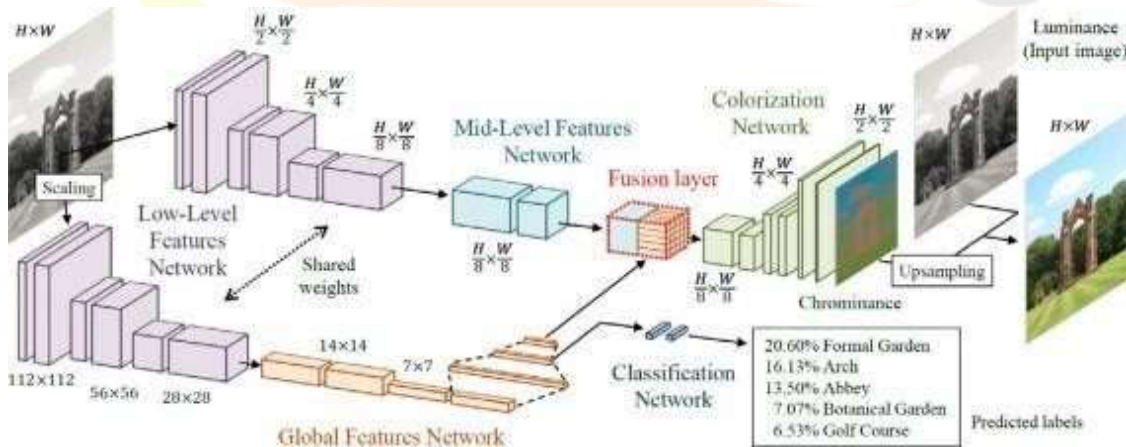 H×W
H/2 × W/2
H/4 × W/4
H/8 × W/8
Scaling
Low-Level
Features
Network
Shared
weights
112×112
56×56
28×28
14×14
7×7
Global Features Network
Mid-Level Features
Network
H/8 × W/8
Fusion layer
Colorization
Network
H/8 × W/8
H/4 × W/4
H/2 × W/2
Chrominance
Classification
Network
20.60% Formal Garden
16.13% Arch
13.50% Abbey
7.07% Botanical Garden
6.53% Golf Course
Predicted labels
H×W
Luminance
(Input image)
Upsampling
H×W